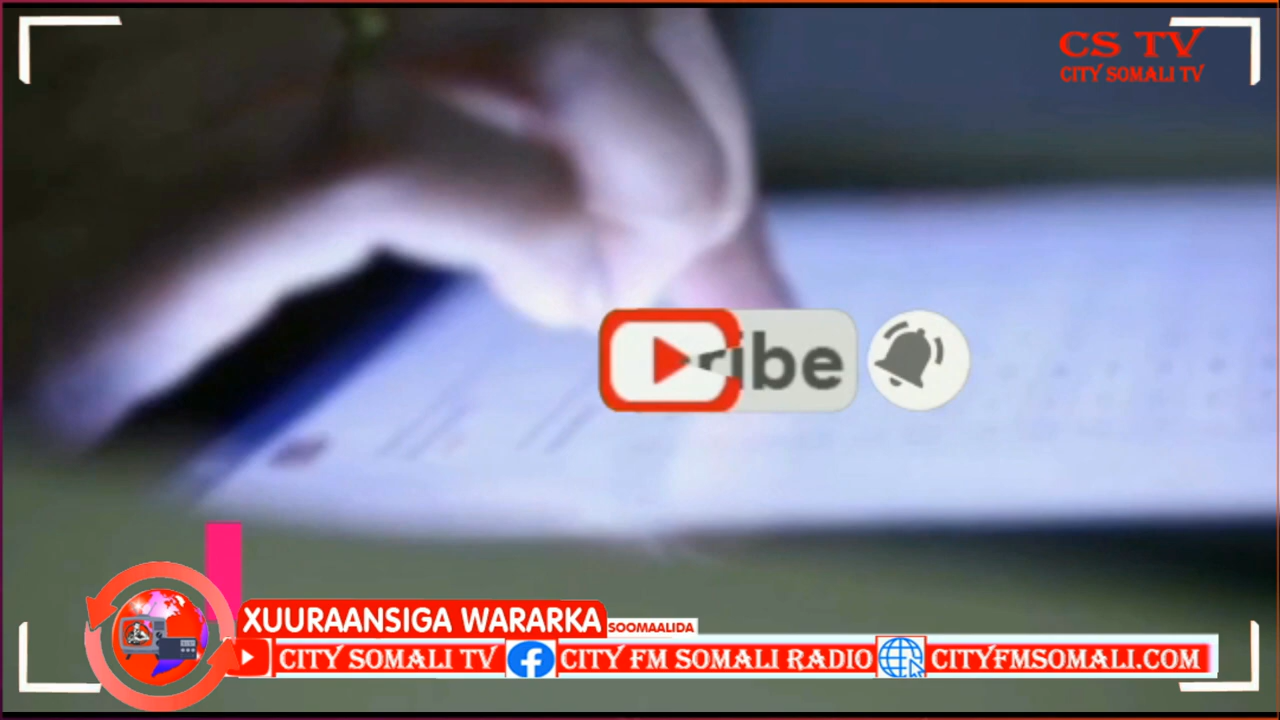 CS TV
CITY SOMALI TV
ribe
XUURAANSIGA WARARKA
SOOMAALIDA
CITY SOMALI TV CITY FM SOMALI RADIO CITYFMSOMALI.COM